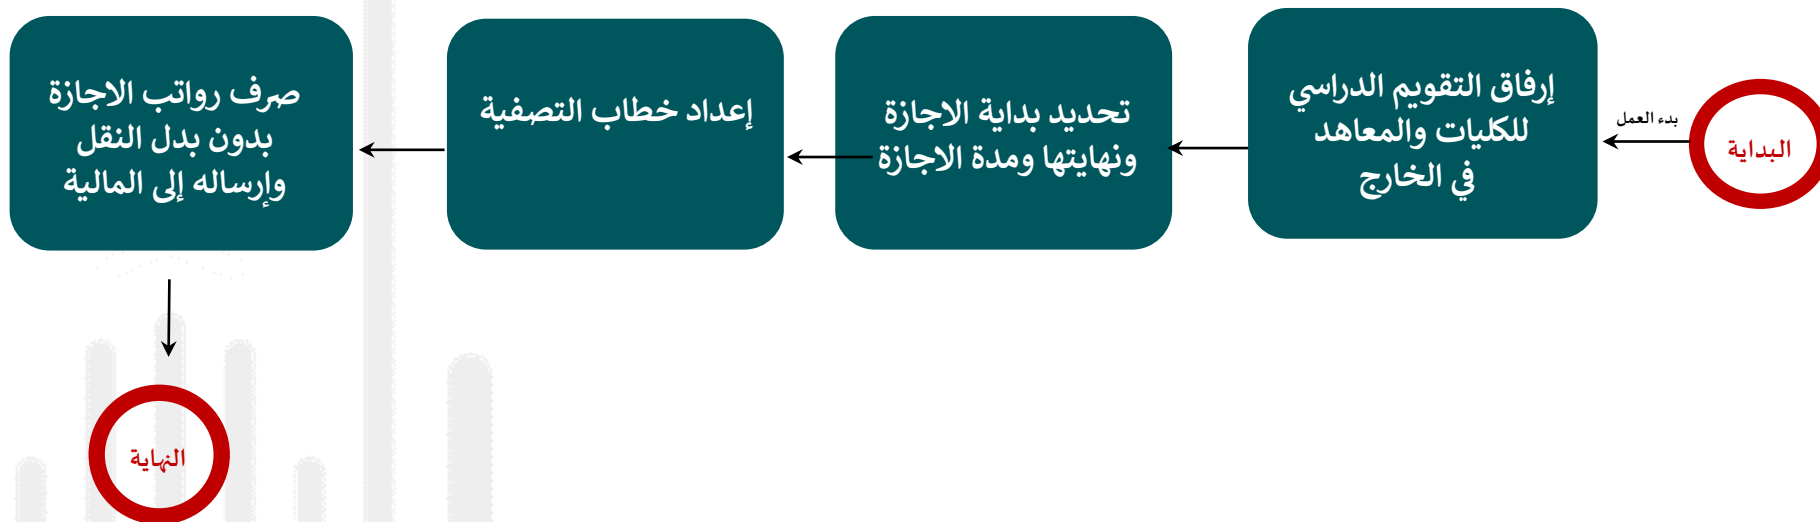 البداية
بدء العمل
إرفاق التقويم الدراسي
للكليات والمعاهد
في الخارج
تحديد بداية الاجازة
ونهايتها ومدة الاجازة
إعداد خطاب التصفية
صرف رواتب الاجازة
بدون بدل النقل
وإرساله إلى المالية
النهاية